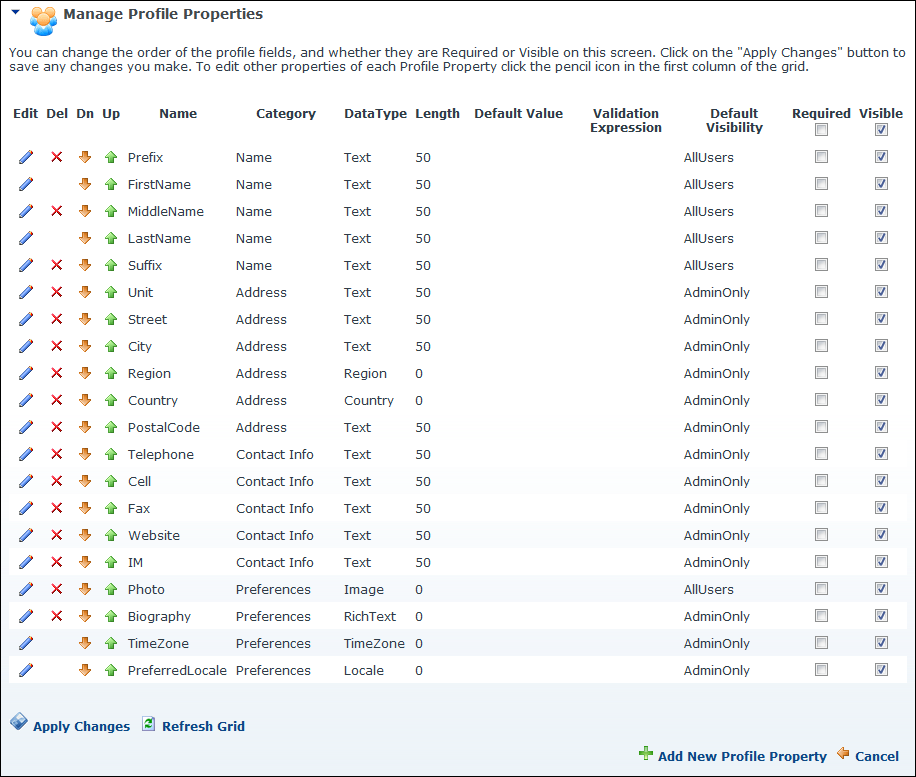 Manage Profile Properties
You can change the order of the profile fields, and whether they are Required or Visible on this screen. Click on the "Apply Changes" button to
save any changes you make. To edit other properties of each Profile Property click the pencil icon in the first column of the grid.
Edit Del Dn Up Name Category DataType Length Default Value Validation Expression Default Visibility Required Visible
Prefix Name Text 50 AllUsers
FirstName Name Text 50 AllUsers
MiddleName Name Text 50 AllUsers
LastName Name Text 50 AllUsers
Suffix Name Text 50 AllUsers
Unit Address Text 50 AdminOnly
Street Address Text 50 AdminOnly
City Address Text 50 AdminOnly
Region Address Region 0 AdminOnly
Country Address Country 0 AdminOnly
PostalCode Address Text 50 AdminOnly
Telephone Contact Info Text 50 AdminOnly
Cell Contact Info Text 50 AdminOnly
Fax Contact Info Text 50 AdminOnly
Website Contact Info Text 50 AdminOnly
IM Contact Info Text 50 AdminOnly
Photo Preferences Image 0 AllUsers
Biography Preferences RichText 0 AdminOnly
TimeZone Preferences TimeZone 0 AdminOnly
PreferredLocale Preferences Locale 0 AdminOnly
Apply Changes Refresh Grid
Add New Profile Property Cancel